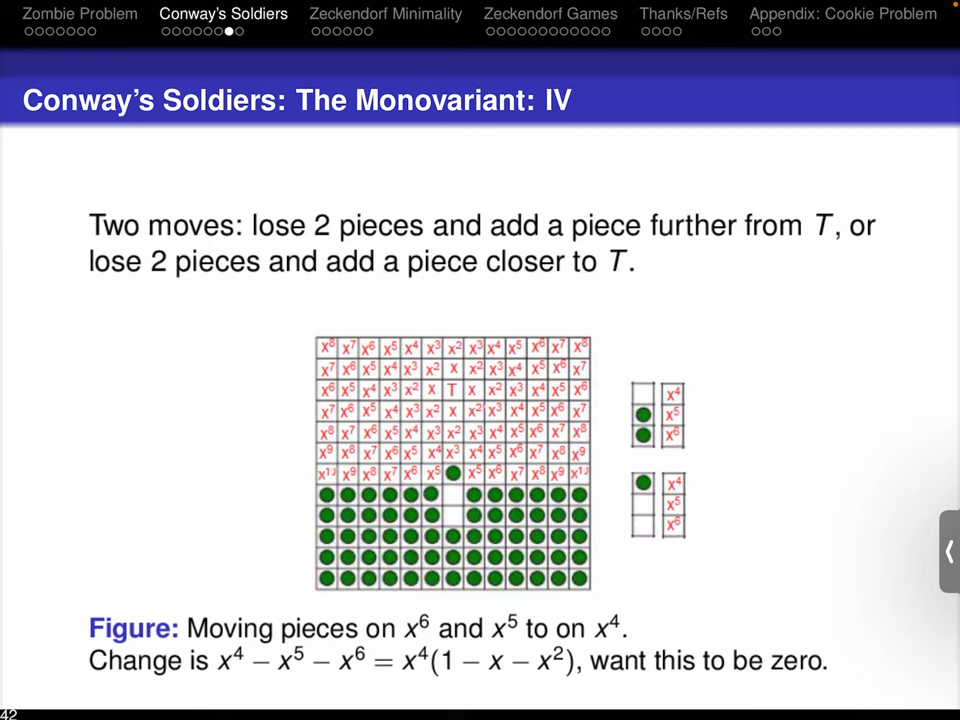 Zombie Problem Conway's Soldiers Zeckendorf Minimality Zeckendorf Games Thanks/Refs Appendix: Cookie Problem
Conway's Soldiers: The Monovariant: IV
Two moves: lose 2 pieces and add a piece further from T, or
lose 2 pieces and add a piece closer to T.
x⁸ x⁷ x⁶ x⁵ x⁴ x³ x² x³ x⁴ x⁵ x⁶ x⁷ x⁸
x⁷ x⁶ x⁵ x⁴ x³ x² x x² x³ x⁴ x⁵ x⁶ x⁷
x⁶ x⁵ x⁴ x³ x² x T x x² x³ x⁴ x⁵ x⁶
x⁷ x⁶ x⁵ x⁴ x³ x² x x² x³ x⁴ x⁵ x⁶ x⁷
x⁸ x⁷ x⁶ x⁵ x⁴ x³ x² x³ x⁴ x⁵ x⁶ x⁷ x⁸
x⁹ x⁸ x⁷ x⁶ x⁵ x⁴ x³ x⁴ x⁵ x⁶ x⁷ x⁸ x⁹
x¹⁰ x⁹ x⁸ x⁷ x⁶ x⁵ x⁵ x⁶ x⁷ x⁸ x⁹ x¹⁰
x⁴
x⁵
x⁶
x⁴
x⁵
x⁶
Figure: Moving pieces on x⁶ and x⁵ to on x⁴.
Change is x⁴ − x⁵ − x⁶ = x⁴(1 − x − x²), want this to be zero.
42